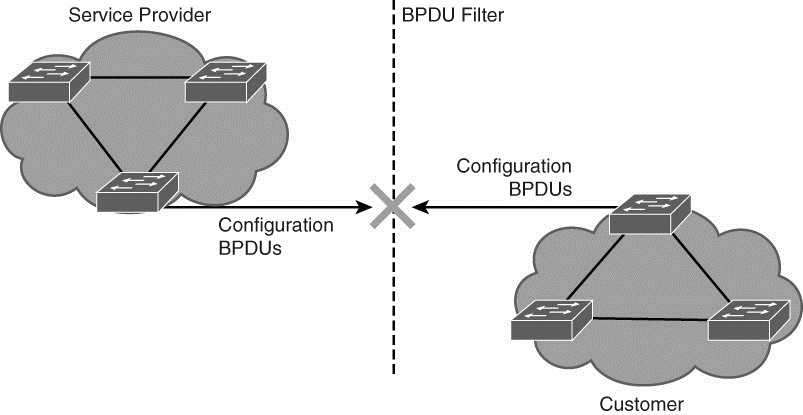 Service Provider
BPDU Filter
Configuration
BPDUs
Configuration
BPDUs
Customer